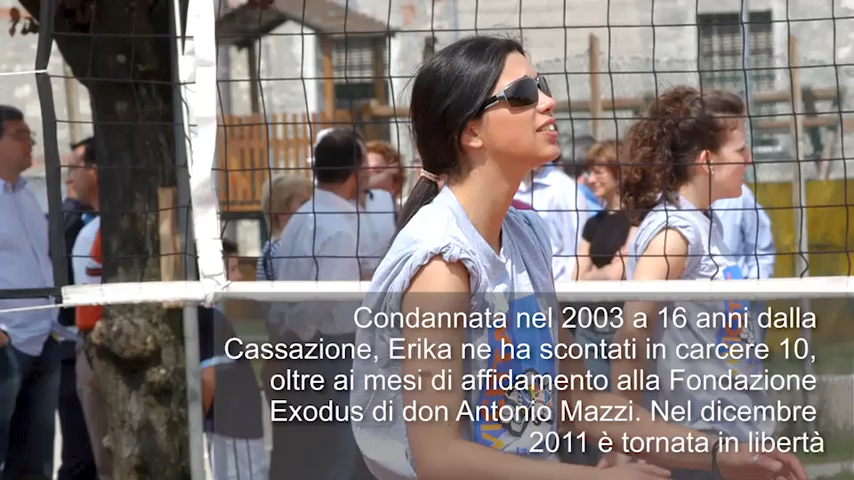 Condannata nel 2003 a 16 anni dalla
Cassazione, Erika ne ha scontati in carcere 10,
oltre ai mesi di affidamento alla Fondazione
Exodus di don Antonio Mazzi. Nel dicembre
2011 è tornata in libertà